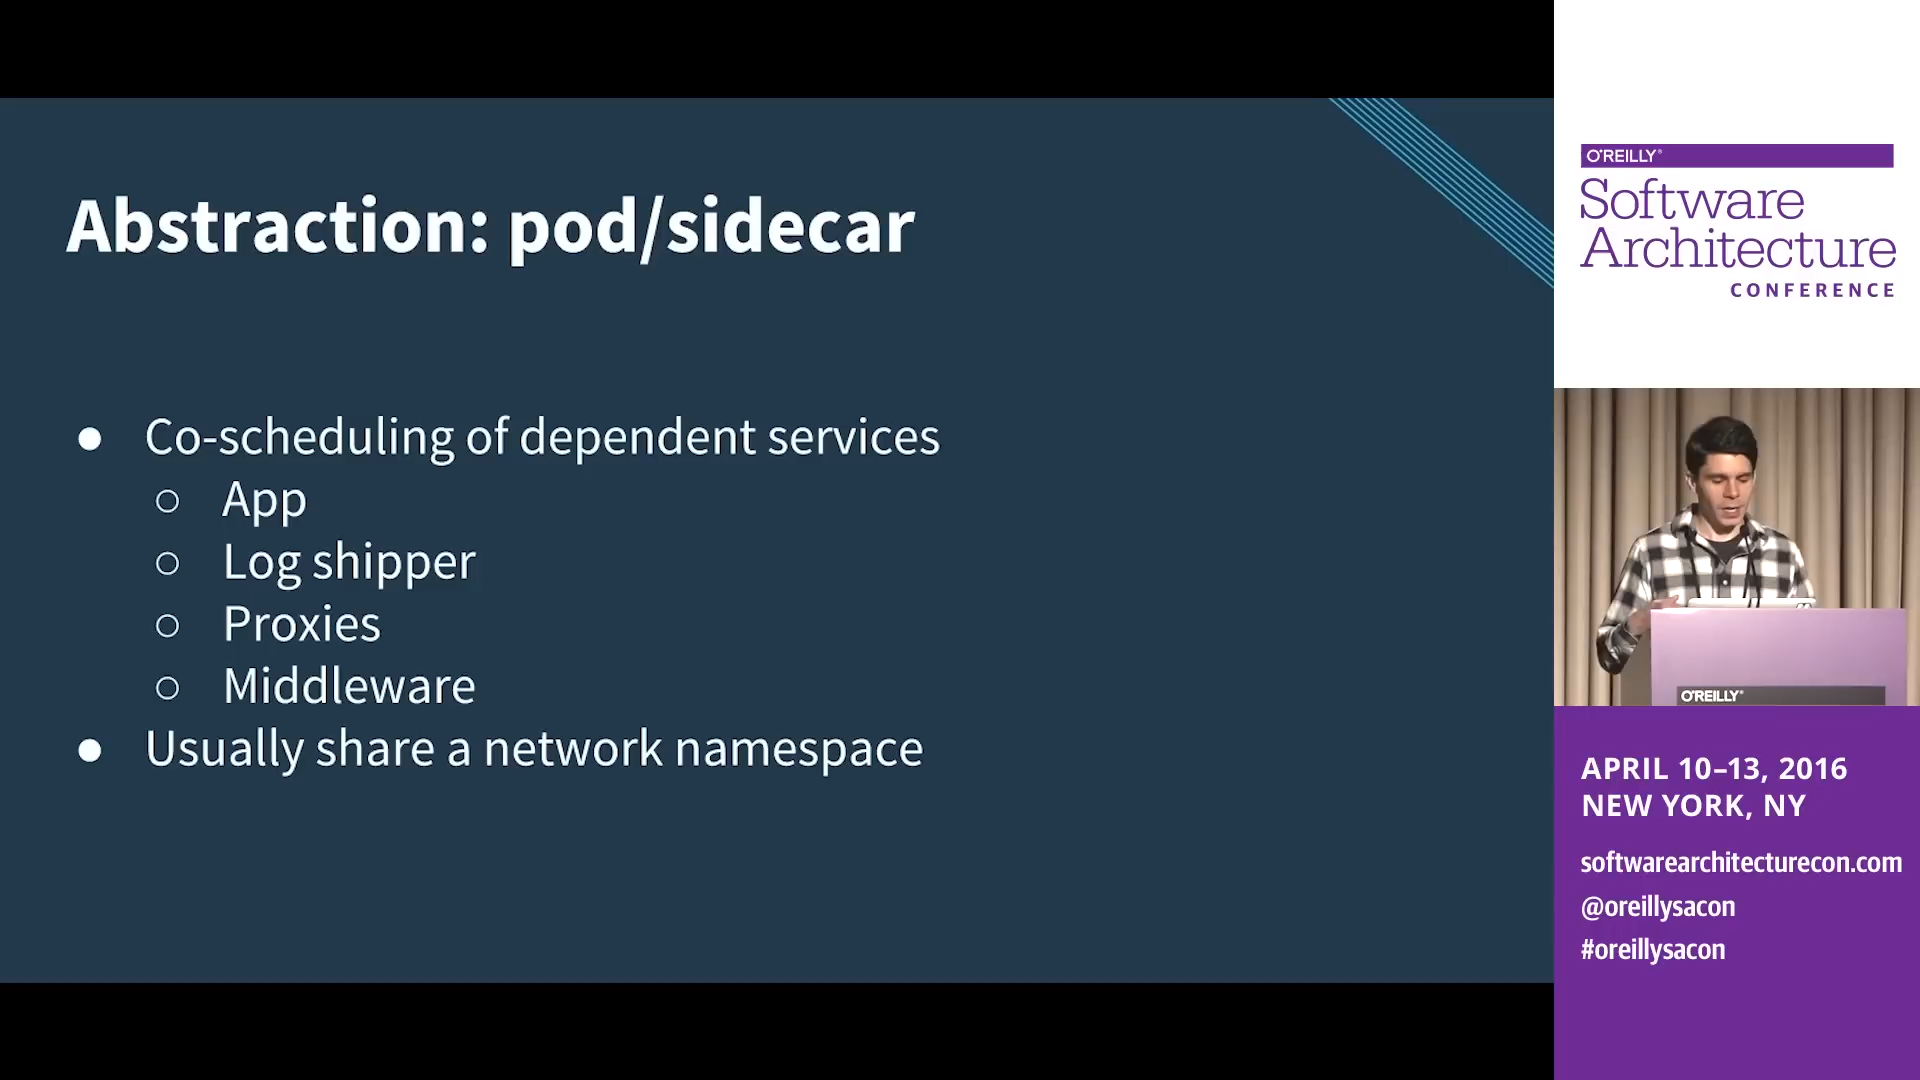 Abstraction: pod/sidecar
● Co-scheduling of dependent services
○ App
○ Log shipper
○ Proxies
○ Middleware
● Usually share a network namespace
O'REILLY®
Software
Architecture
CONFERENCE
O'REILLY®
APRIL 10–13, 2016
NEW YORK, NY
softwarearchitecturecon.com
@oreillysacon
#oreillysacon